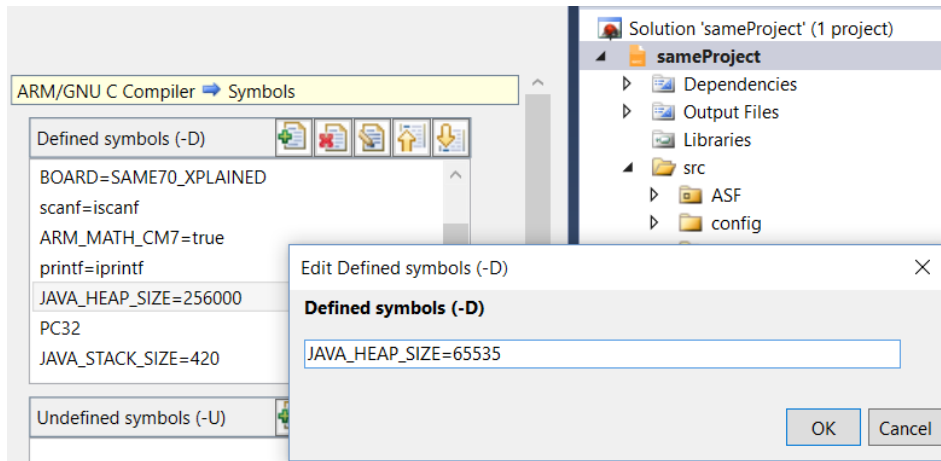 ARM/GNU C Compiler ➡ Symbols
Defined symbols (-D)
BOARD=SAME70_XPLAINED
scanf=iscanf
ARM_MATH_CM7=true
printf=iprintf
JAVA_HEAP_SIZE=256000
PC32
JAVA_STACK_SIZE=420
Undefined symbols (-U)
Solution 'sameProject' (1 project)
sameProject
Dependencies
Output Files
Libraries
src
ASF
config
Edit Defined symbols (-D)
Defined symbols (-D)
JAVA_HEAP_SIZE=65535
OK
Cancel